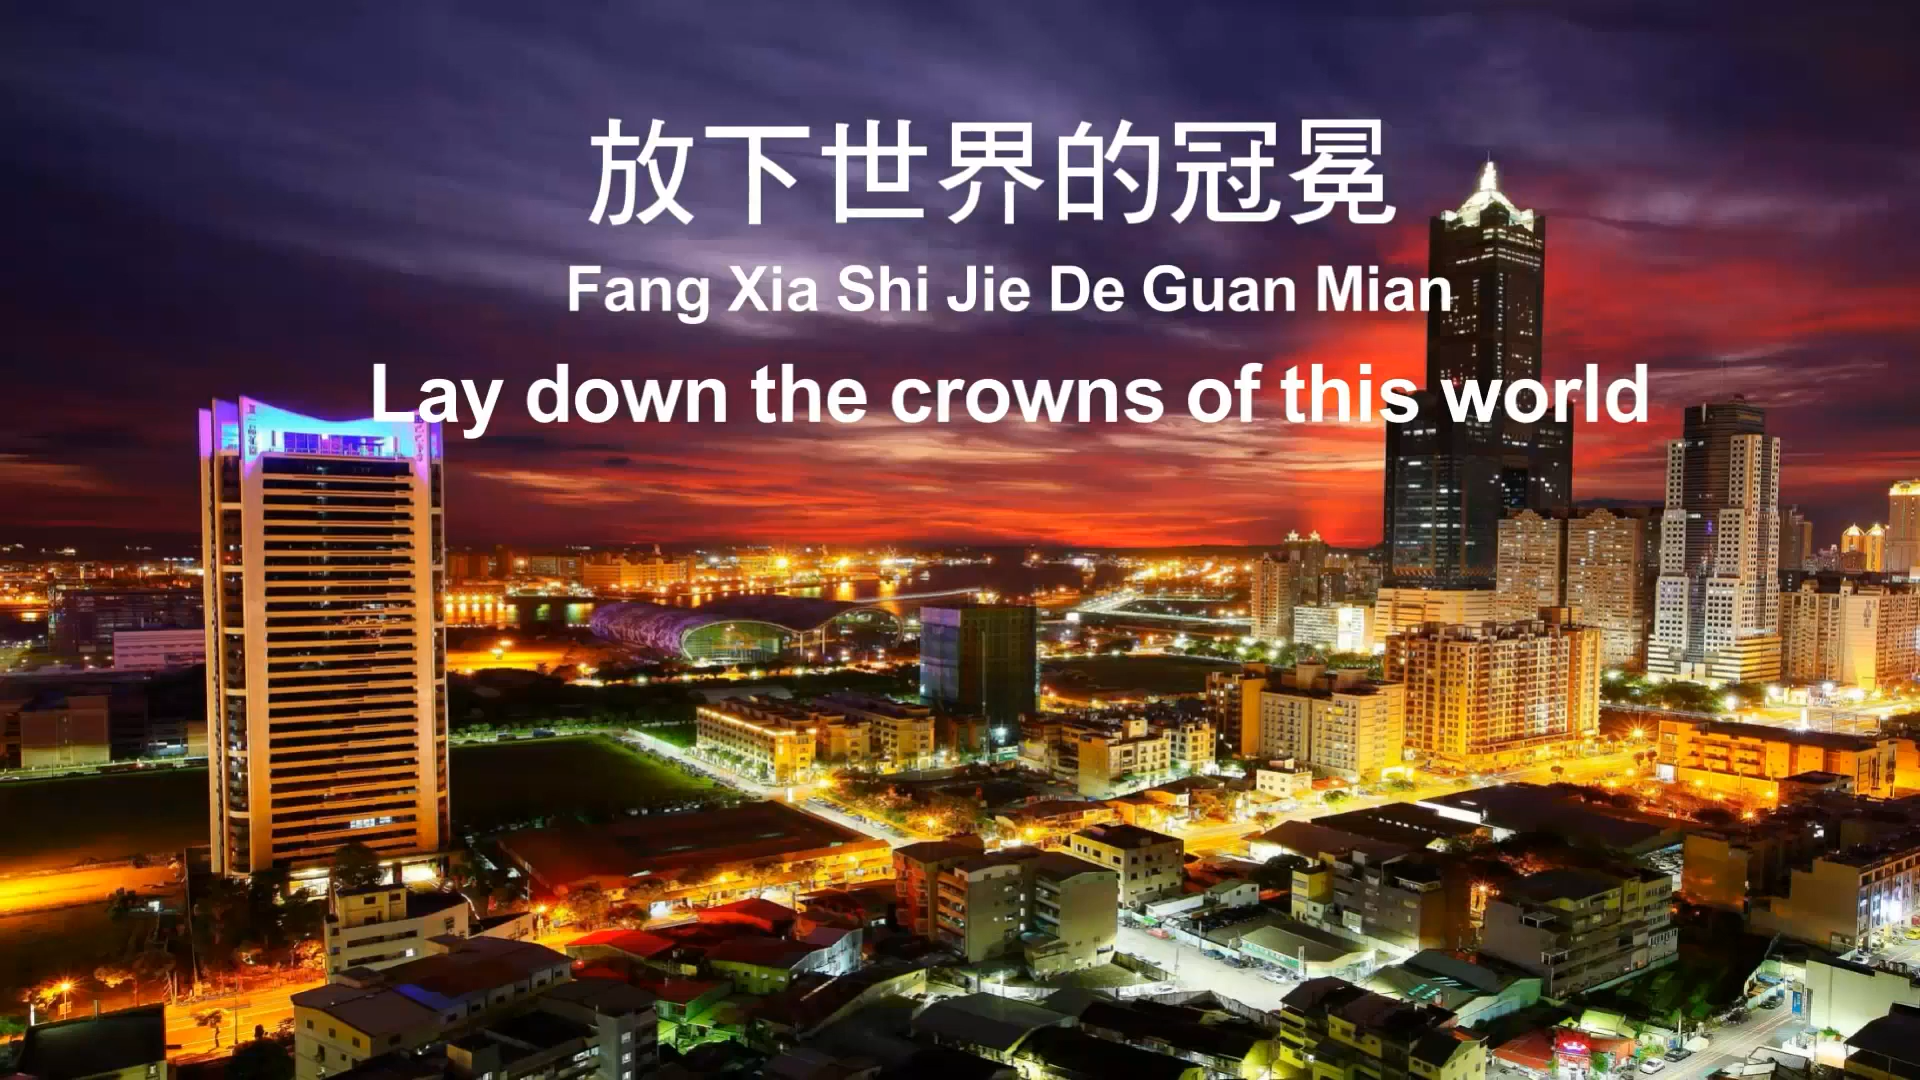 放下世界的冠冕
Fang Xia Shi Jie De Guan Mian
Lay down the crowns of this world